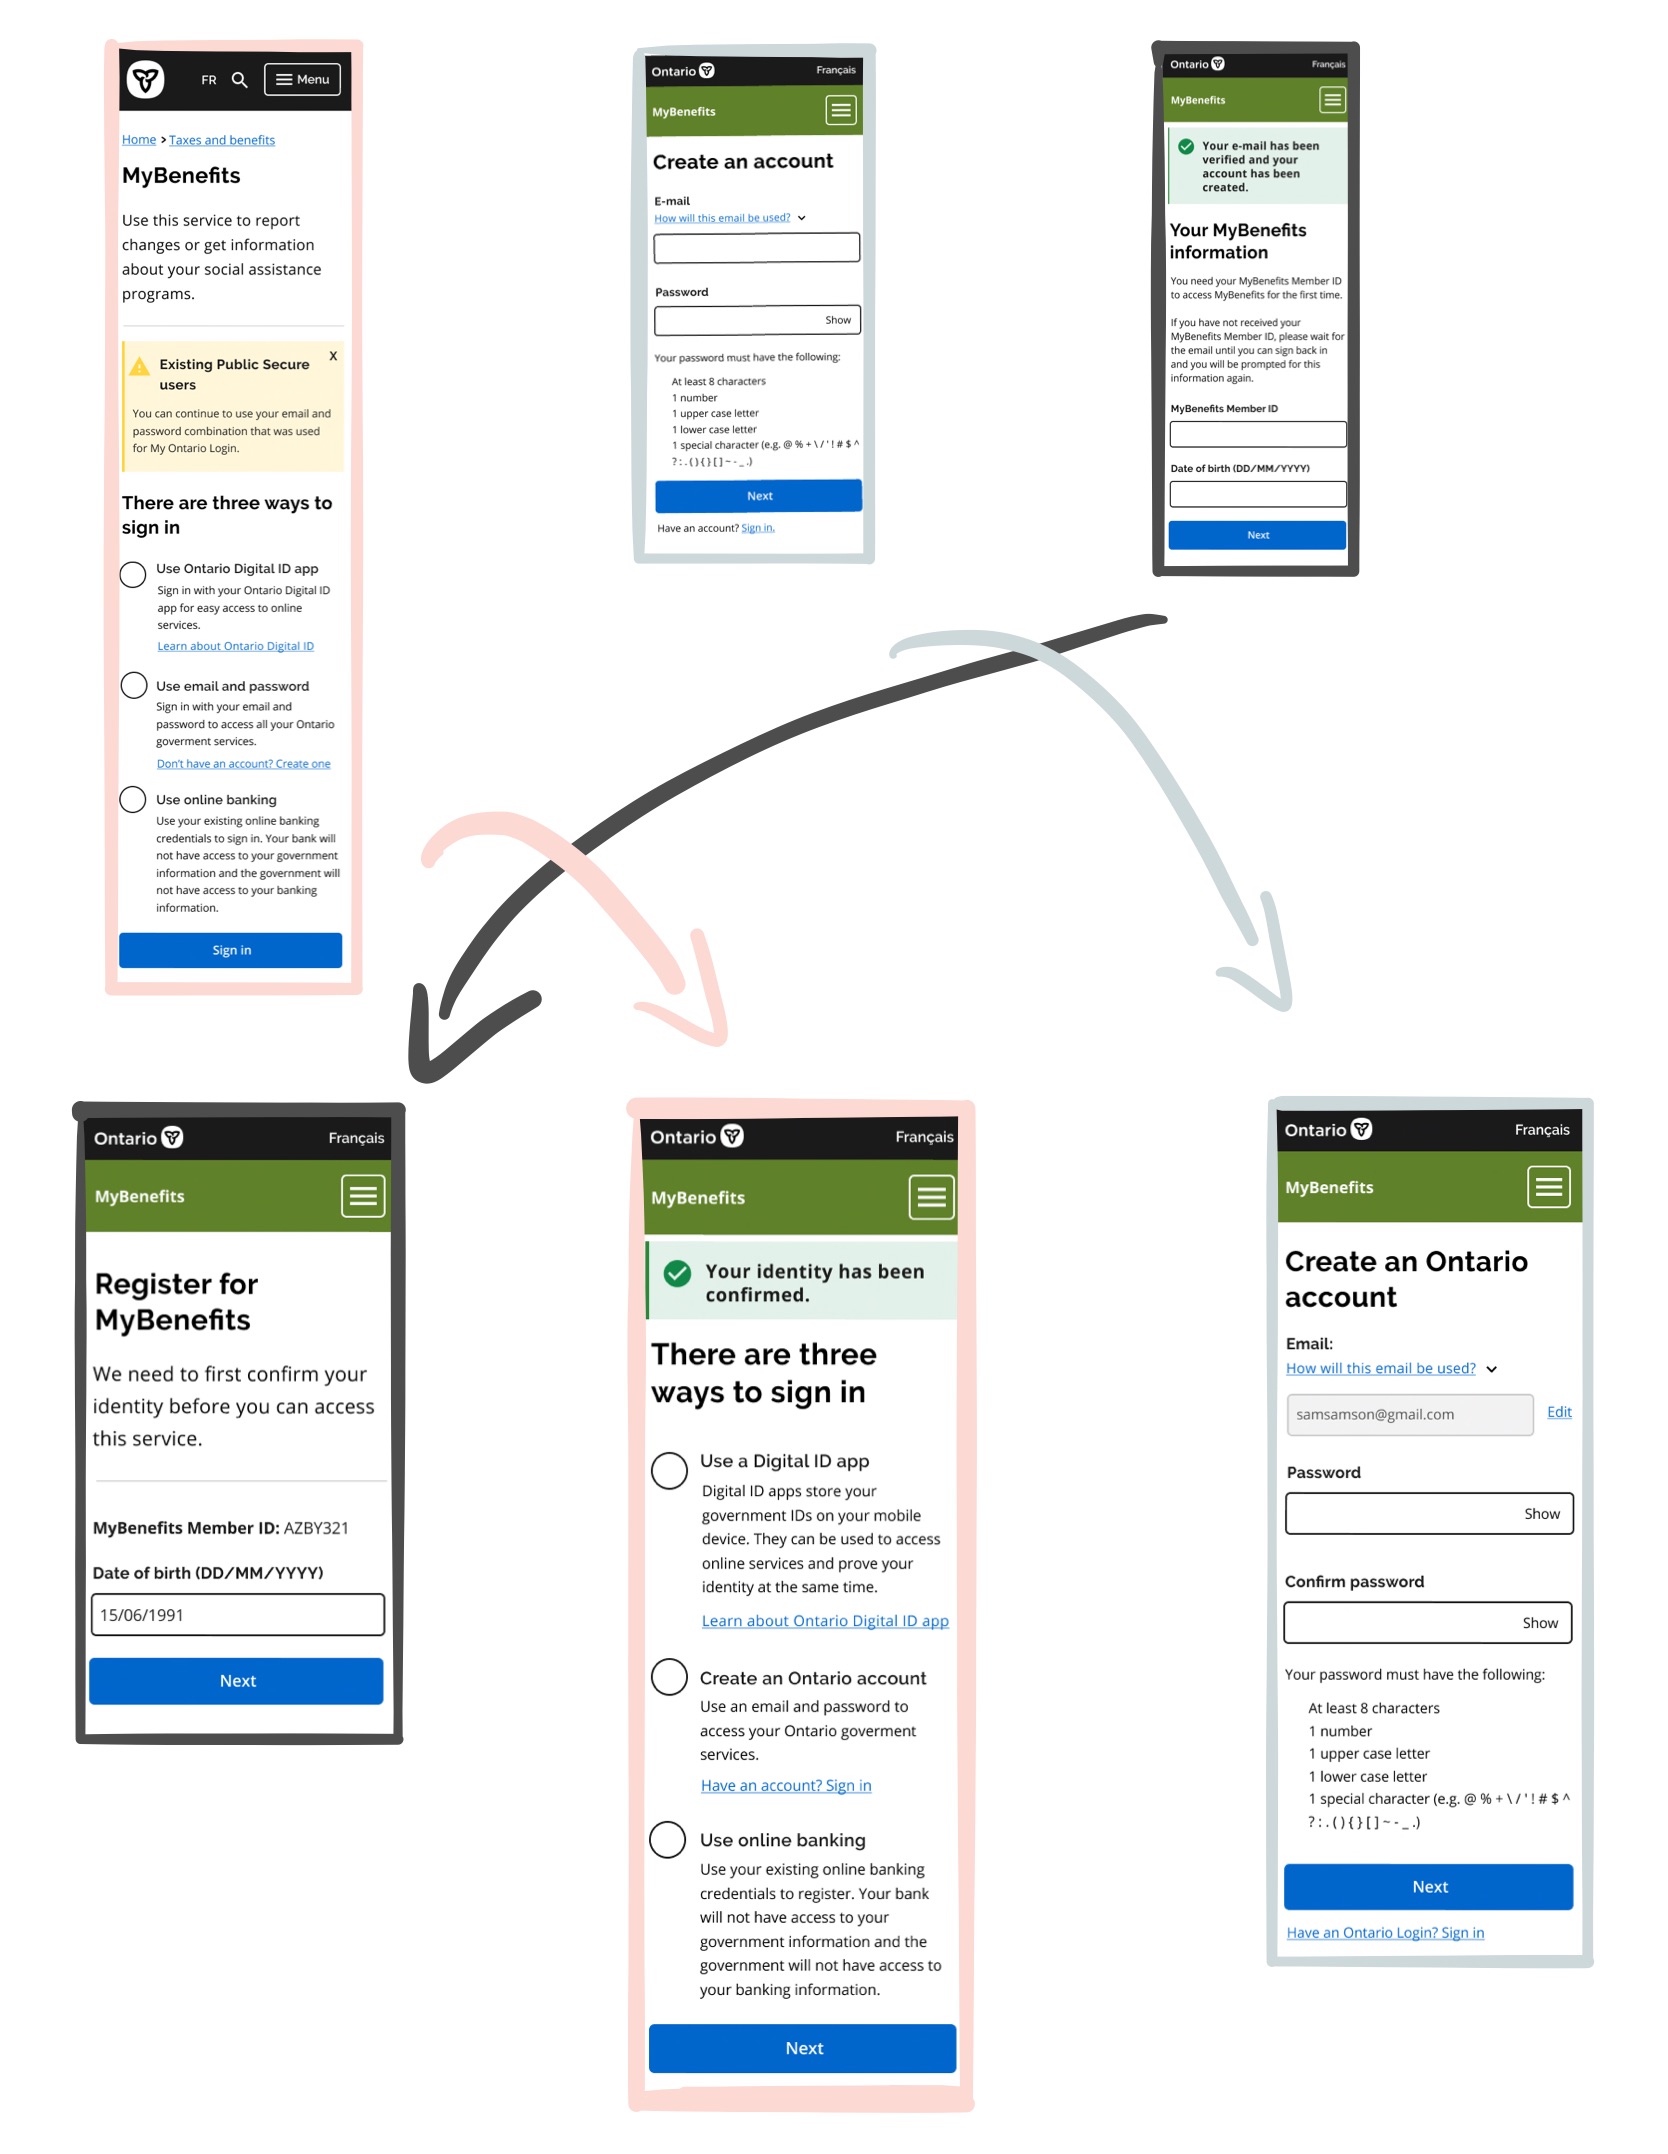 FR
Menu
Home > Taxes and benefits
MyBenefits
Use this service to report
changes or get information
about your social assistance
programs.
Existing Public Secure
users
X
You can continue to use your email and
password combination that was used
for My Ontario Login.
There are three ways to
sign in
Use Ontario Digital ID app
Sign in with your Ontario Digital ID
app for easy access to online
services.
Learn about Ontario Digital ID
Use email and password
Sign in with your email and
password to access all your Ontario
goverment services.
Don't have an account? Create one
Use online banking
Use your existing online banking
credentials to sign in. Your bank will
not have access to your government
information and the government will
not have access to your banking
information.
Sign in
Ontario
Français
MyBenefits
Create an account
E-mail
How will this email be used?
Password
Show
Your password must have the following:
At least 8 characters
1 number
1 upper case letter
1 lower case letter
1 special character (e.g. @ % + \ / ' ! # $ ^
? : . ( ) { } [ ] ~ - _ .)
Next
Have an account? Sign in.
Ontario
Français
MyBenefits
Your e-mail has been
verified and your
account has been
created.
Your MyBenefits
information
You need your MyBenefits Member ID
to access MyBenefits for the first time.
If you have not received your
MyBenefits Member ID, please wait for
the email until you can sign back in
and you will be prompted for this
information again.
MyBenefits Member ID
Date of birth (DD/MM/YYYY)
Next
Ontario
Français
MyBenefits
Register for
MyBenefits
We need to first confirm your
identity before you can access
this service.
MyBenefits Member ID: AZBY321
Date of birth (DD/MM/YYYY)
15/06/1991
Next
Ontario
Français
MyBenefits
Your identity has been
confirmed.
There are three
ways to sign in
Use a Digital ID app
Digital ID apps store your
government IDs on your mobile
device. They can be used to access
online services and prove your
identity at the same time.
Learn about Ontario Digital ID app
Create an Ontario account
Use an email and password to
access your Ontario goverment
services.
Have an account? Sign in
Use online banking
Use your existing online banking
credentials to register. Your bank
will not have access to your
government information and the
government will not have access to
your banking information.
Next
Ontario
Français
MyBenefits
Create an Ontario
account
Email:
How will this email be used?
samsamson@gmail.com
Edit
Password
Show
Confirm password
Show
Your password must have the following:
At least 8 characters
1 number
1 upper case letter
1 lower case letter
1 special character (e.g. @ % + \ / ' ! # $ ^
? : . ( ) { } [ ] ~ - _ .)
Next
Have an Ontario Login? Sign in